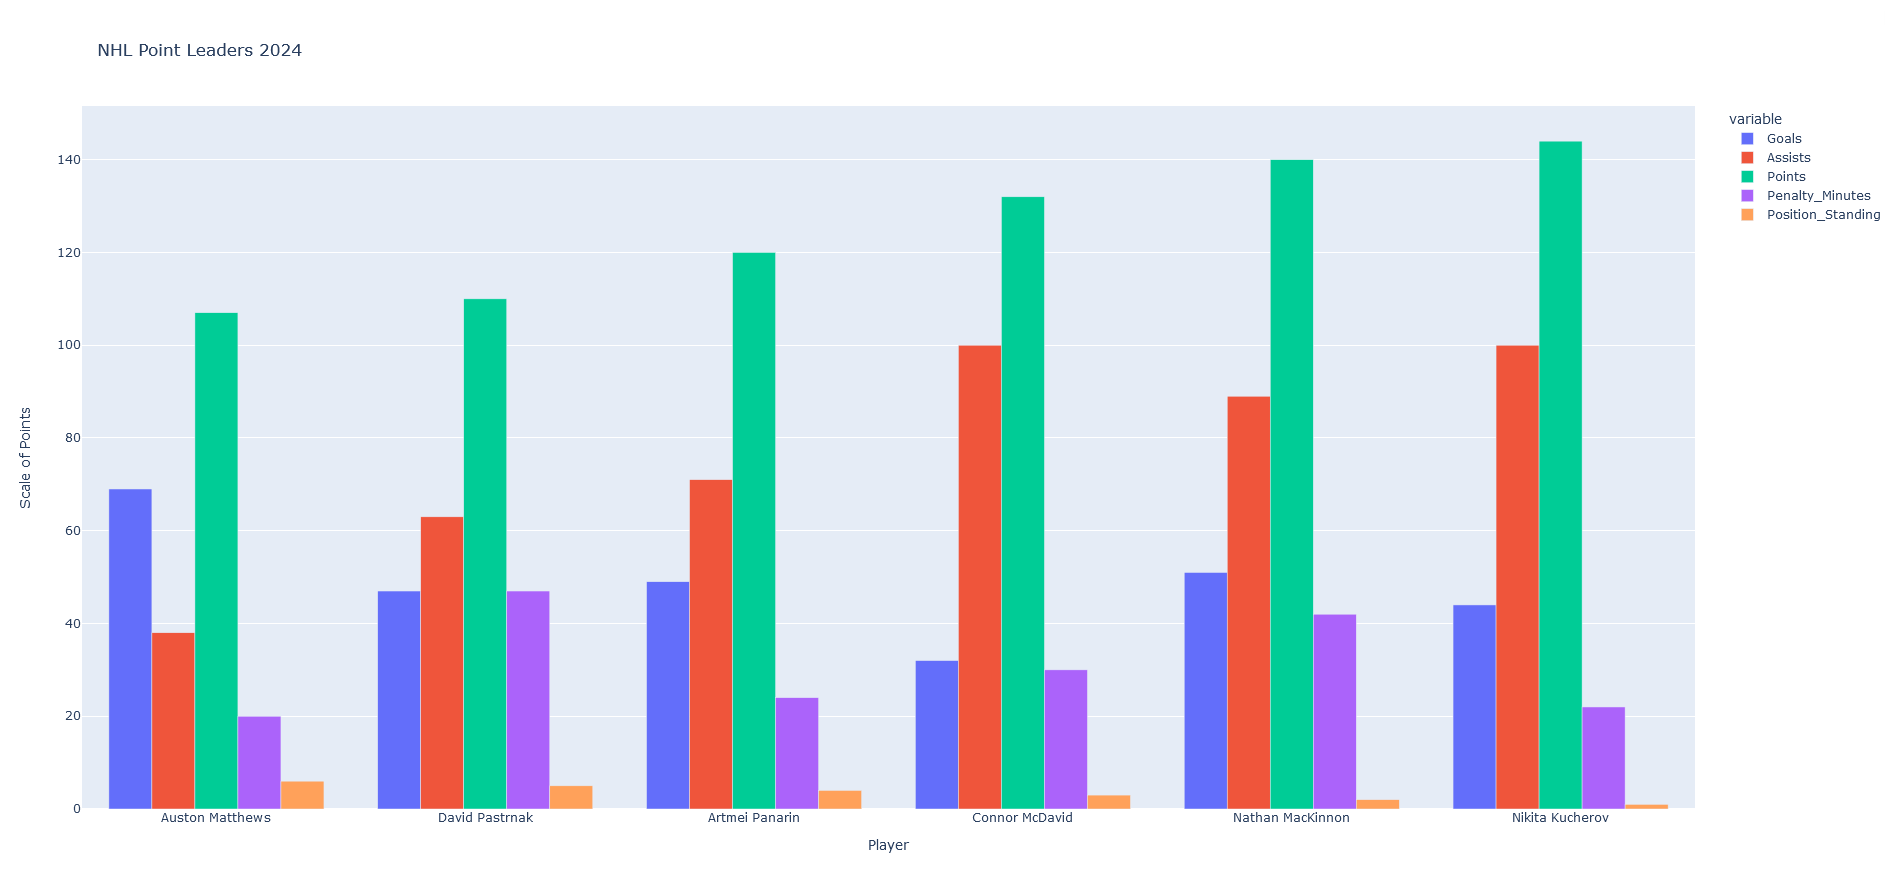 NHL Point Leaders 2024
variable
Goals
Assists
Points
Penalty_Minutes
Position_Standing
Scale of Points
140
120
100
80
60
40
20
0
Auston Matthews
David Pastrnak
Artmei Panarin
Connor McDavid
Nathan MacKinnon
Nikita Kucherov
Player